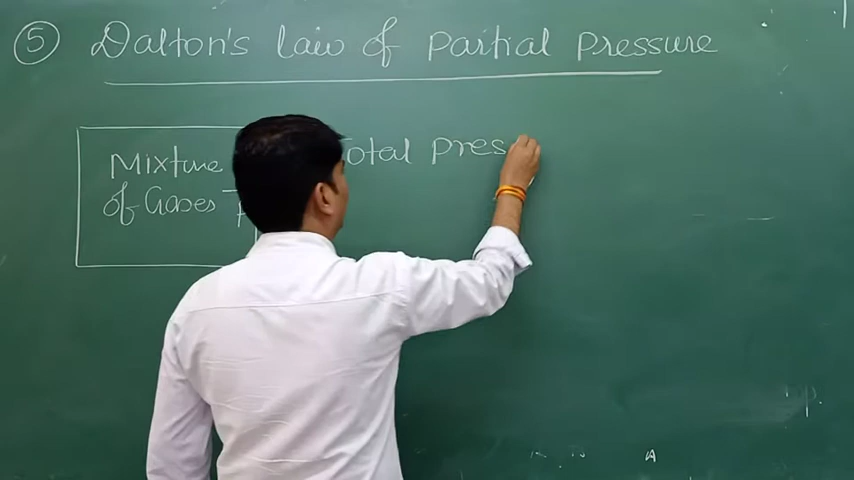 ⑤ Dalton's law of Partial Pressure
Mixture
of Gases
Total Pres